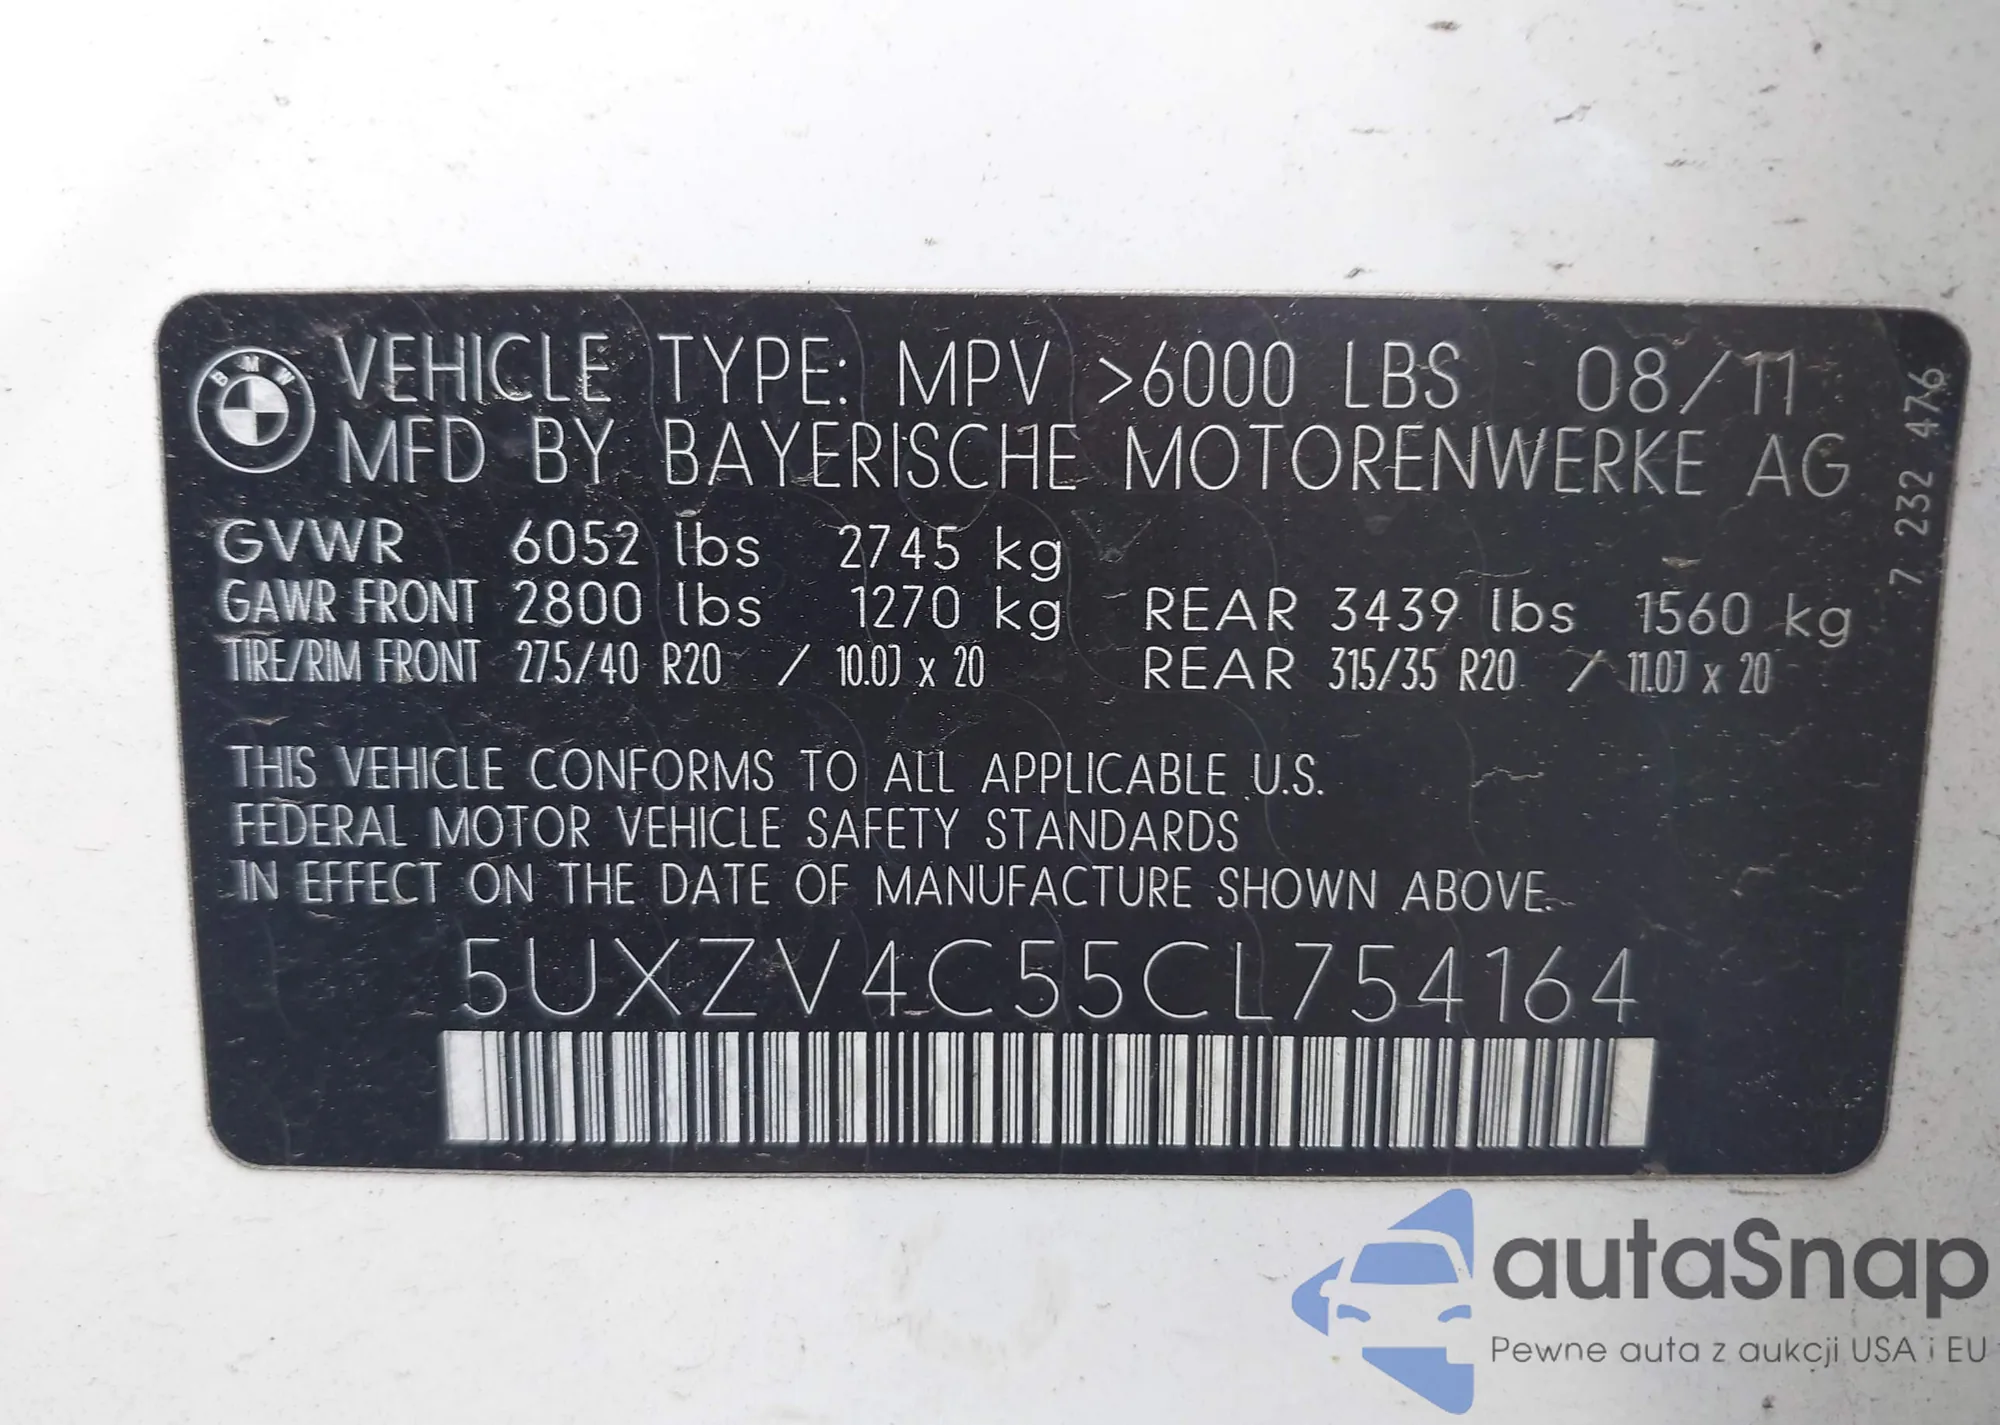 BMW
VEHICLE TYPE: MPV >6000 LBS 08/11
MFD BY BAYERISCHE MOTORENWERKE AG
GVWR 6052 lbs 2745 kg
GAWR FRONT 2800 lbs 1270 kg REAR 3439 lbs 1560 kg
TIRE/RIM FRONT 275/40 R20 / 10.0J x 20 REAR 315/35 R20 / 11.0J x 20
7 232 476
THIS VEHICLE CONFORMS TO ALL APPLICABLE U.S.
FEDERAL MOTOR VEHICLE SAFETY STANDARDS
IN EFFECT ON THE DATE OF MANUFACTURE SHOWN ABOVE.
5UXZV4C55CL754164
autaSnap
Pewne auta z aukcji USA i EU